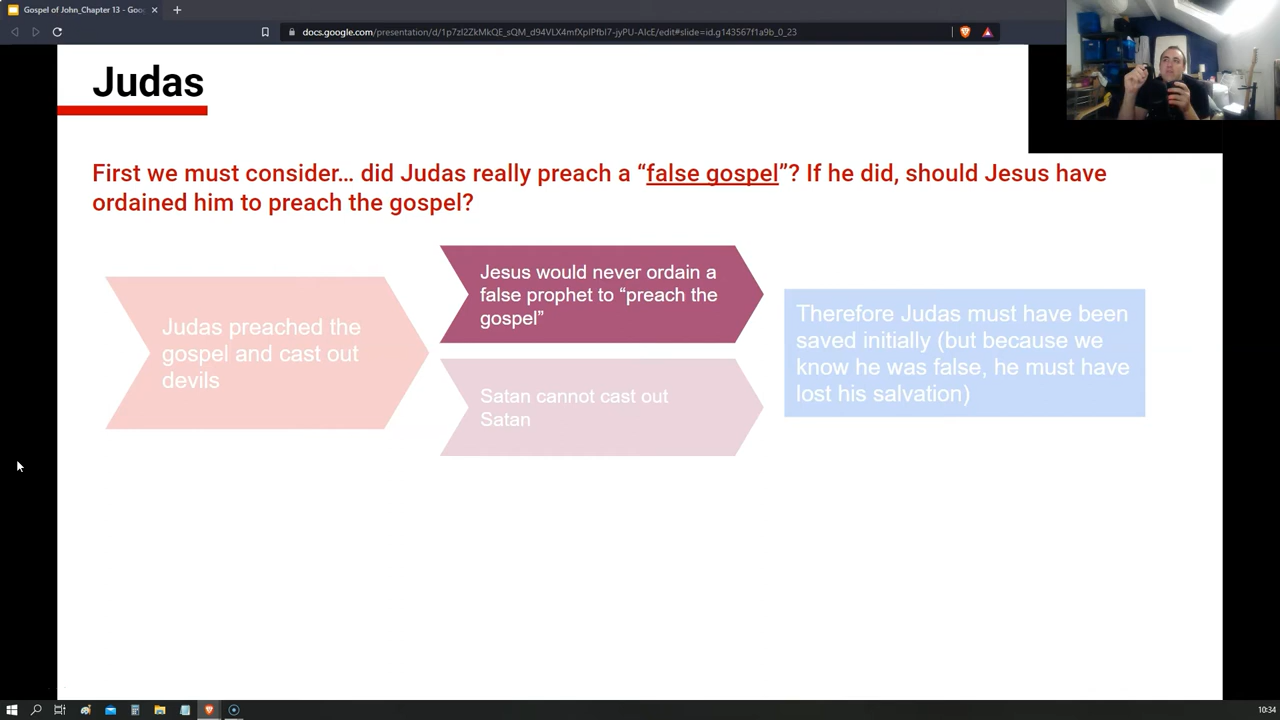 Gospel of John_Chapter 13 - Goo
docs.google.com/presentation/d/1p7zI2ZkMkQE_sQM_d94VLX4mfXpIPfbI7-jyPU-AIcE/edit#slide=id.g143567f1a9b_0_23
Judas
First we must consider... did Judas really preach a “false gospel”? If he did, should Jesus have
ordained him to preach the gospel?
Judas preached the
gospel and cast out
devils
Jesus would never ordain a
false prophet to “preach the
gospel”
Satan cannot cast out
Satan
Therefore Judas must have been
saved initially (but because we
know he was false, he must have
lost his salvation)
10:34